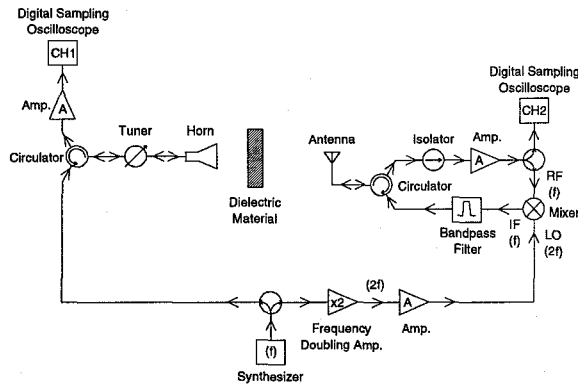 Digital Sampling
Oscilloscope
CH1
Amp.
A
Circulator
Tuner
Horn
Dielectric
Material
Digital Sampling
Oscilloscope
CH2
Antenna
Isolator
Amp.
A
Circulator
RF
(f)
Mixer
Bandpass
Filter
IF
(f)
LO
(2f)
x2
(2f)
A
Frequency
Doubling Amp.
Amp.
(f)
Synthesizer